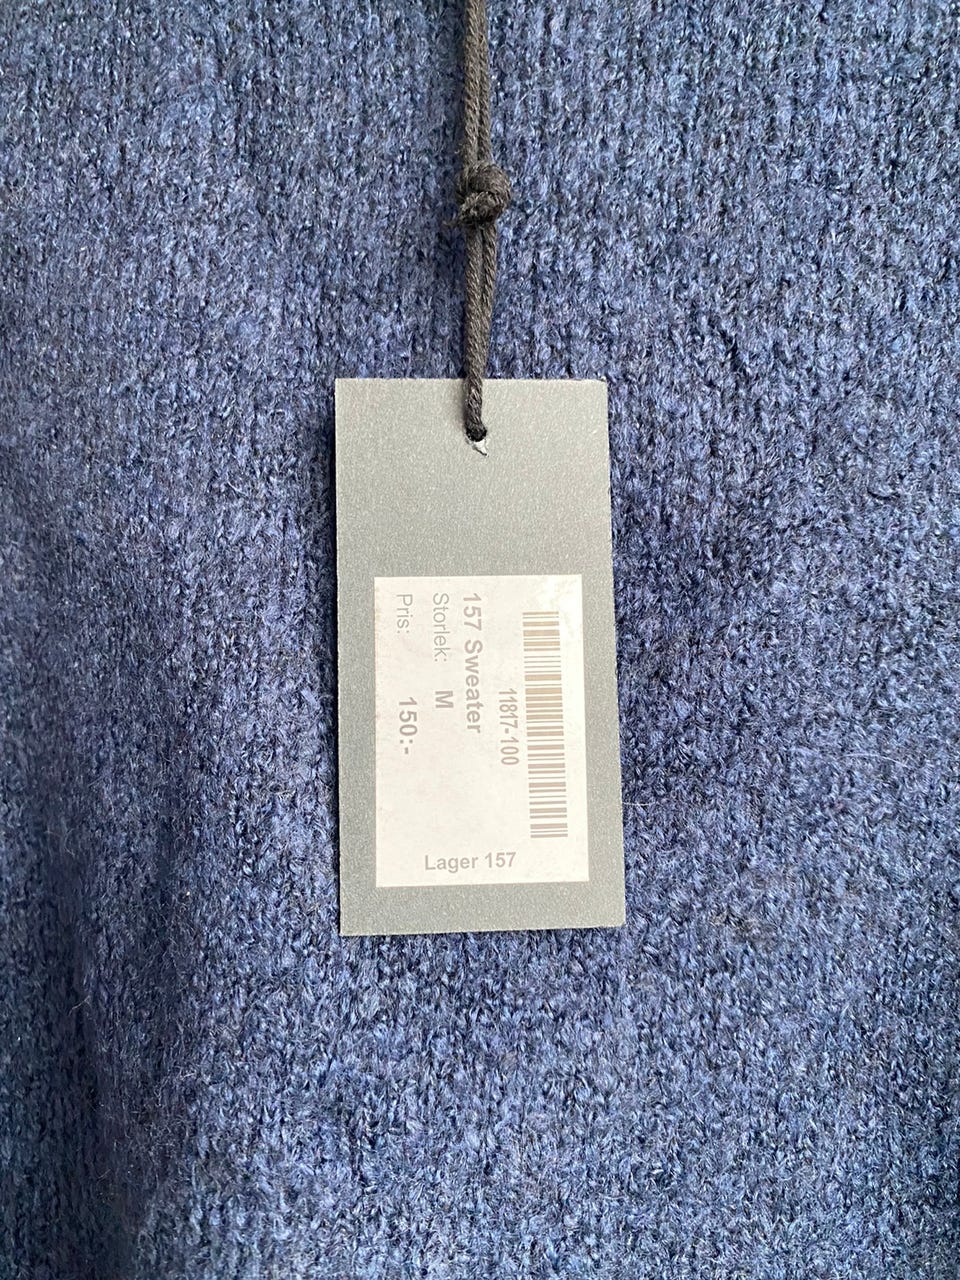 11817-100
157 Sweater
Storlek: M
Pris: 150:-
Lager 157